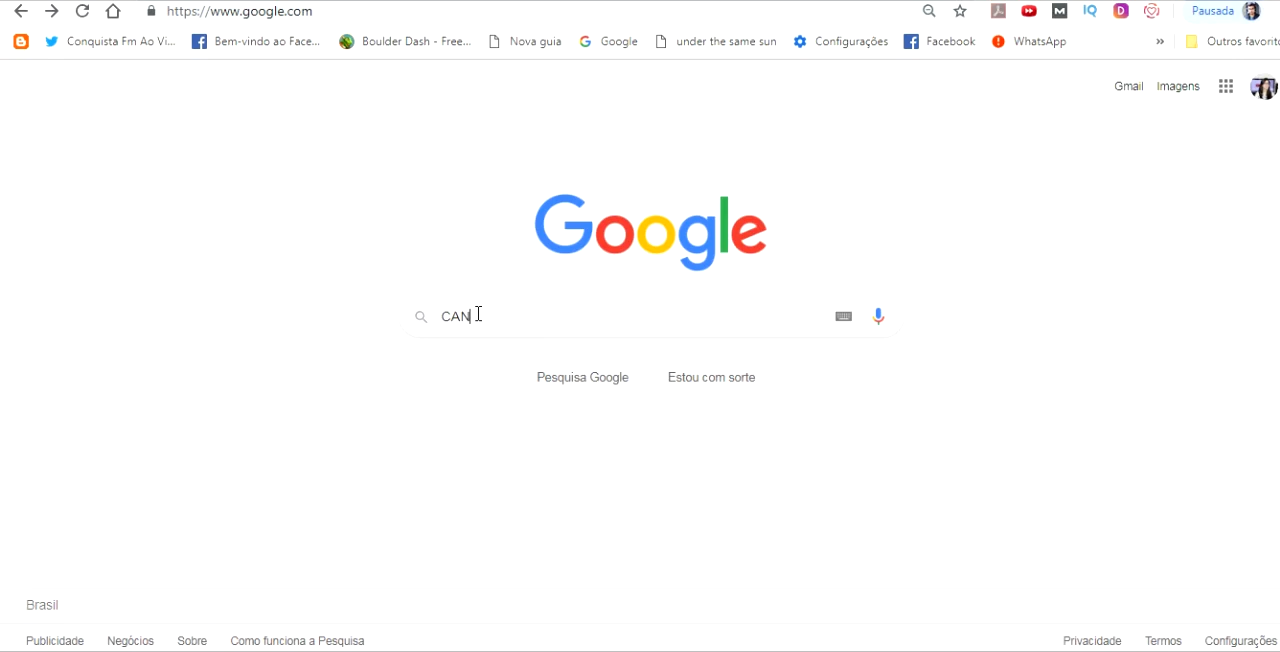 https://www.google.com
IQ
D
Pausada
Conquista Fm Ao Vi...
Bem-vindo ao Face...
Boulder Dash - Free...
Nova guia
Google
under the same sun
Configurações
Facebook
WhatsApp
»
Outros favorito
Gmail
Imagens
Google
CAN
Pesquisa Google
Estou com sorte
Brasil
Publicidade
Negócios
Sobre
Como funciona a Pesquisa
Privacidade
Termos
Configurações